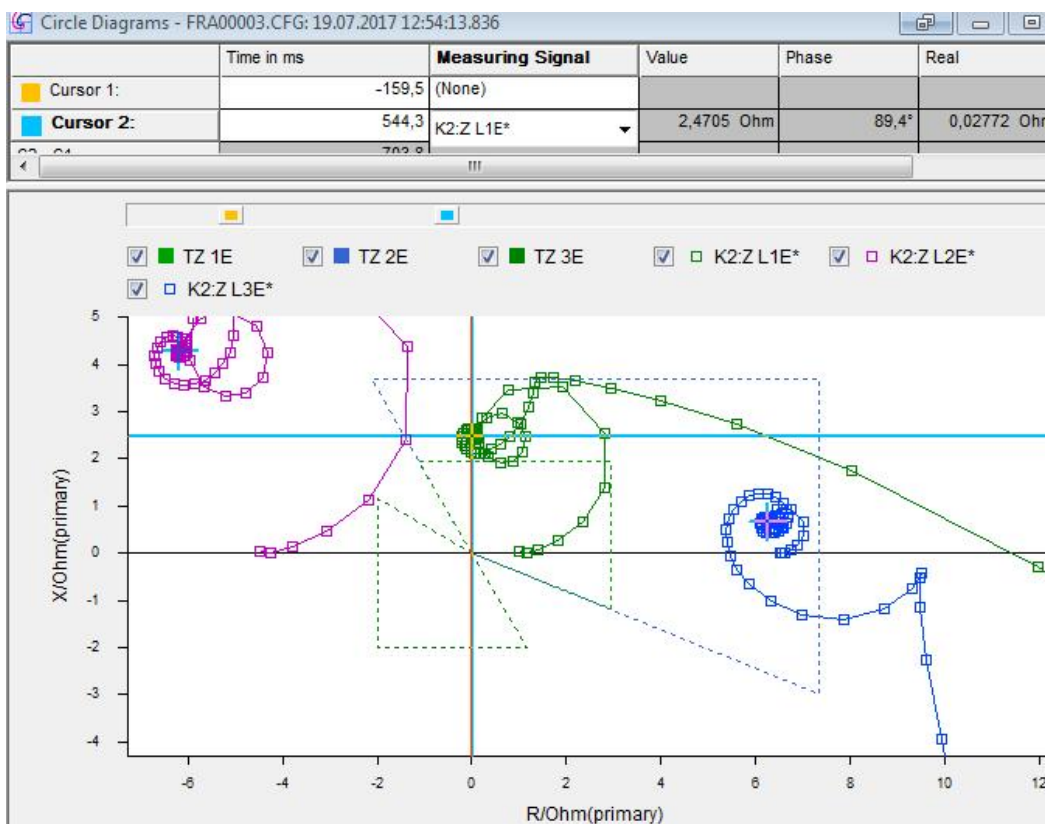 Circle Diagrams - FRA00003.CFG: 19.07.2017 12:54:13.836
Time in ms Measuring Signal Value Phase Real
Cursor 1: -159,5 (None)
Cursor 2: 544,3 K2:Z L1E* 2,4705 Ohm 89,4° 0,02772 Ohm
703,8
TZ 1E TZ 2E TZ 3E K2:Z L1E* K2:Z L2E*
K2:Z L3E*
5
4
3
2
1
0
-1
-2
-3
-4
X/Ohm(primary)
-6 -4 -2 0 2 4 6 8 10 12
R/Ohm(primary)